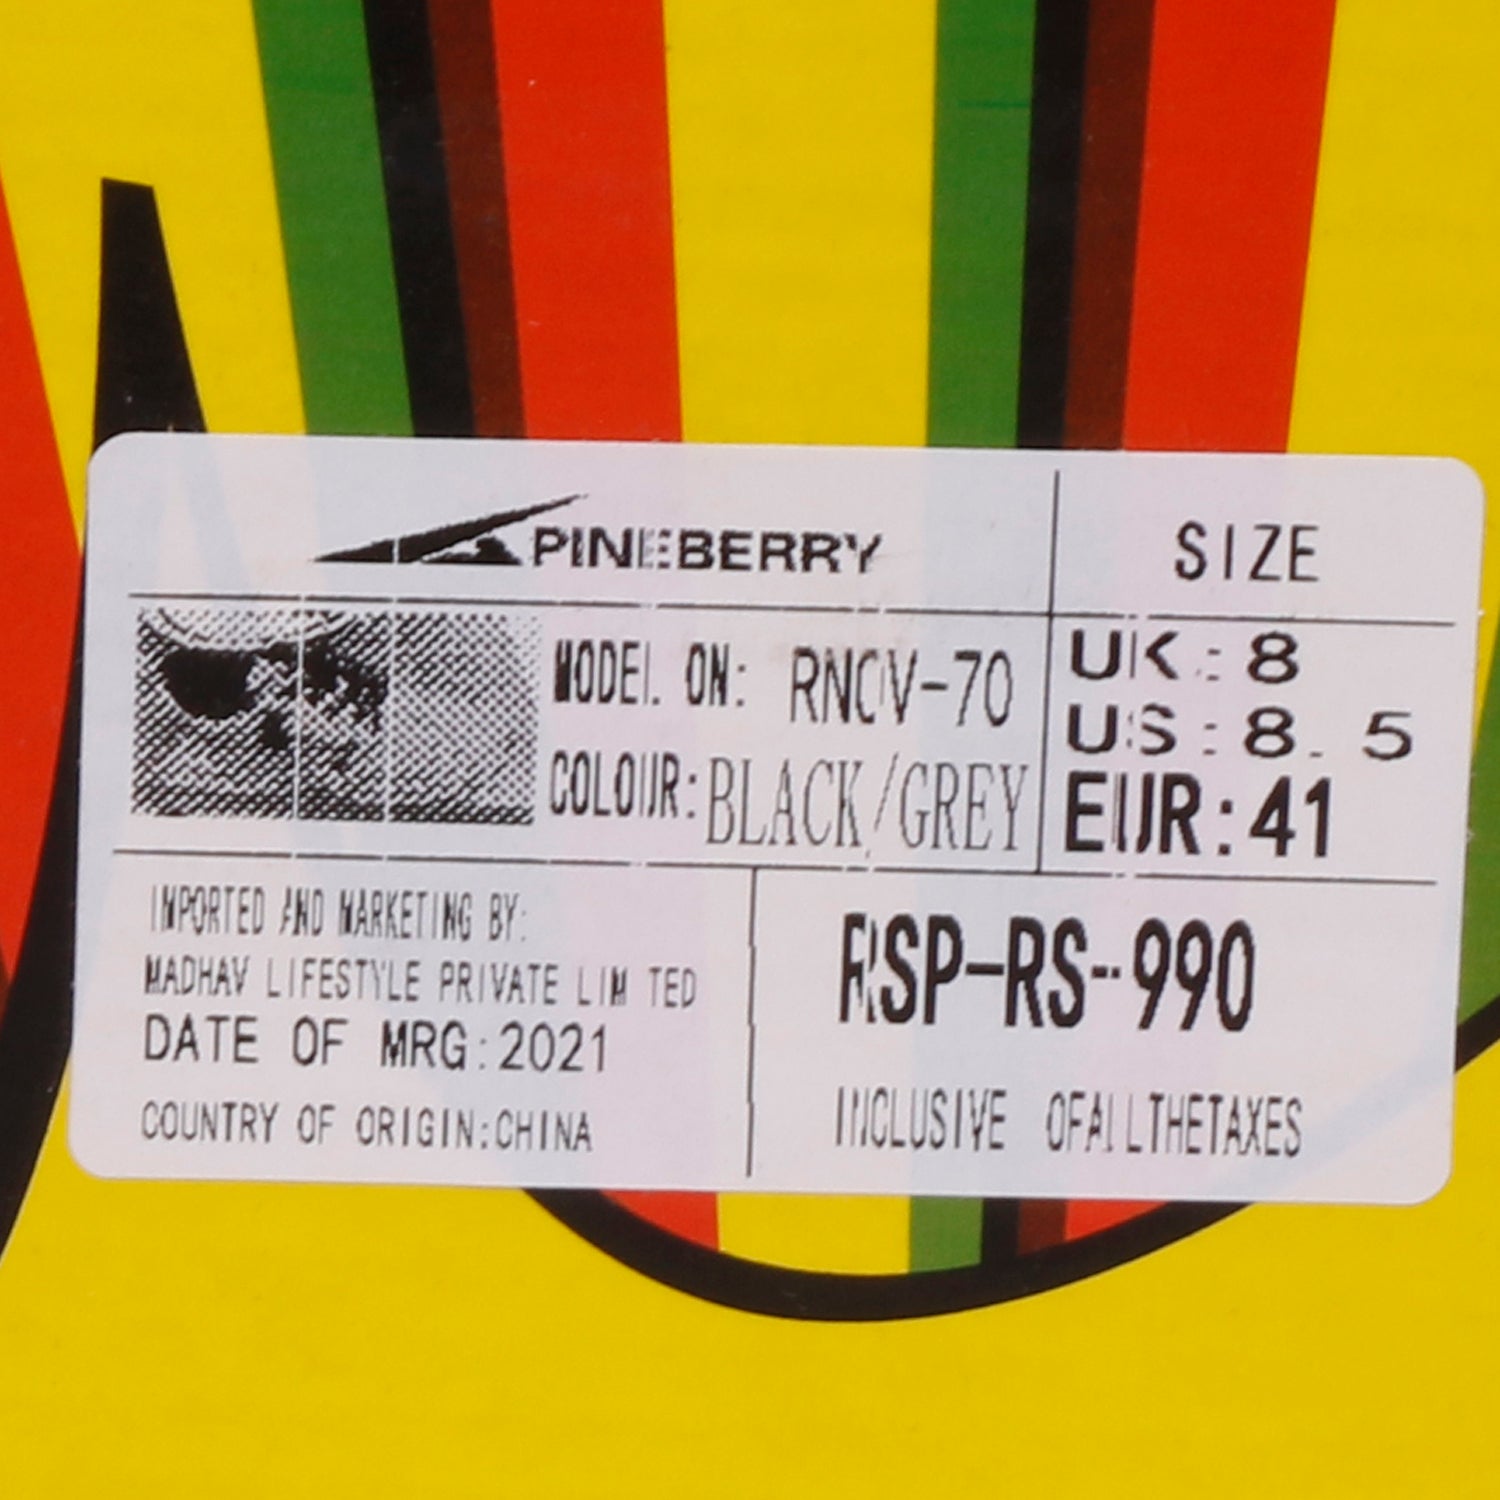 PINEBERRY
SIZE
MODEL ON: RNOV-70
COLOUR: BLACK/GREY
UK: 8
US: 8.5
EUR: 41
IMPORTED AND MARKETING BY:
MADHAV LIFESTYLE PRIVATE LIMITED
DATE OF MRG:2021
COUNTRY OF ORIGIN:CHINA
RSP-RS-990
INCLUSIVE OFALLTHETAXES